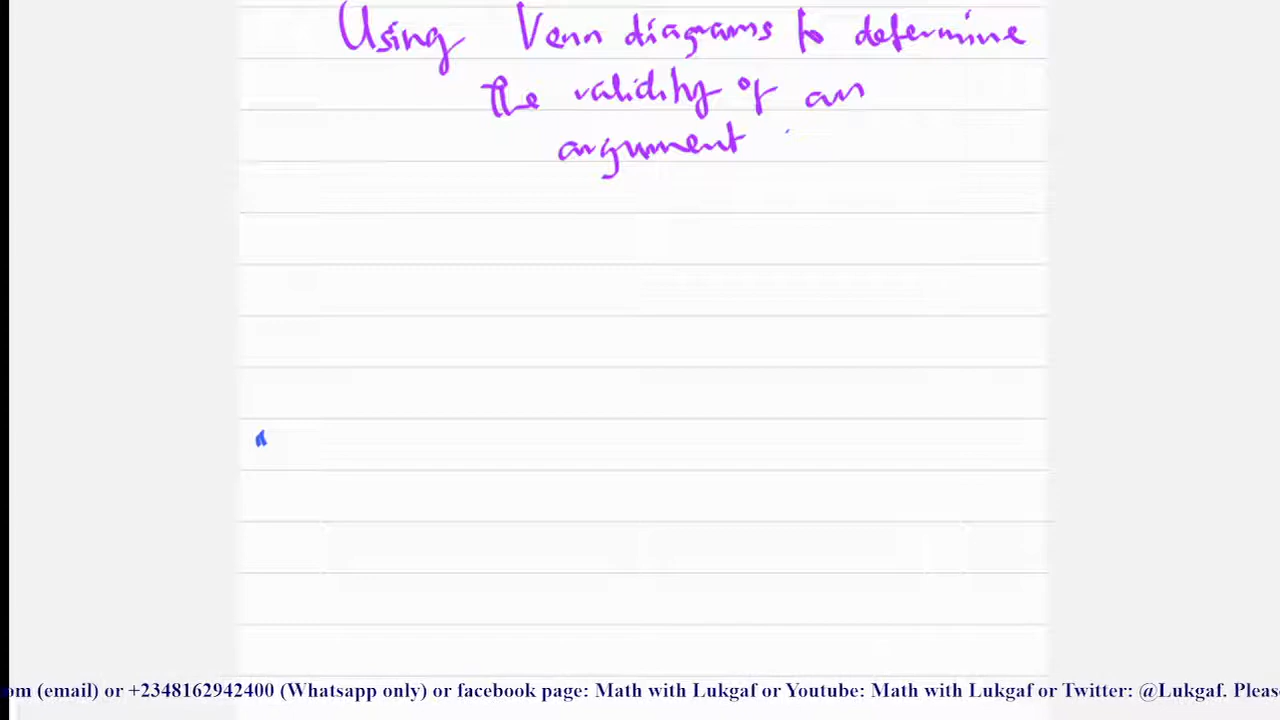 Using Venn diagrams to determine
the validity of an
argument
om (email) or +2348162942400 (Whatsapp only) or facebook page: Math with Lukgaf or Youtube: Math with Lukgaf or Twitter: @Lukgaf. Pleas